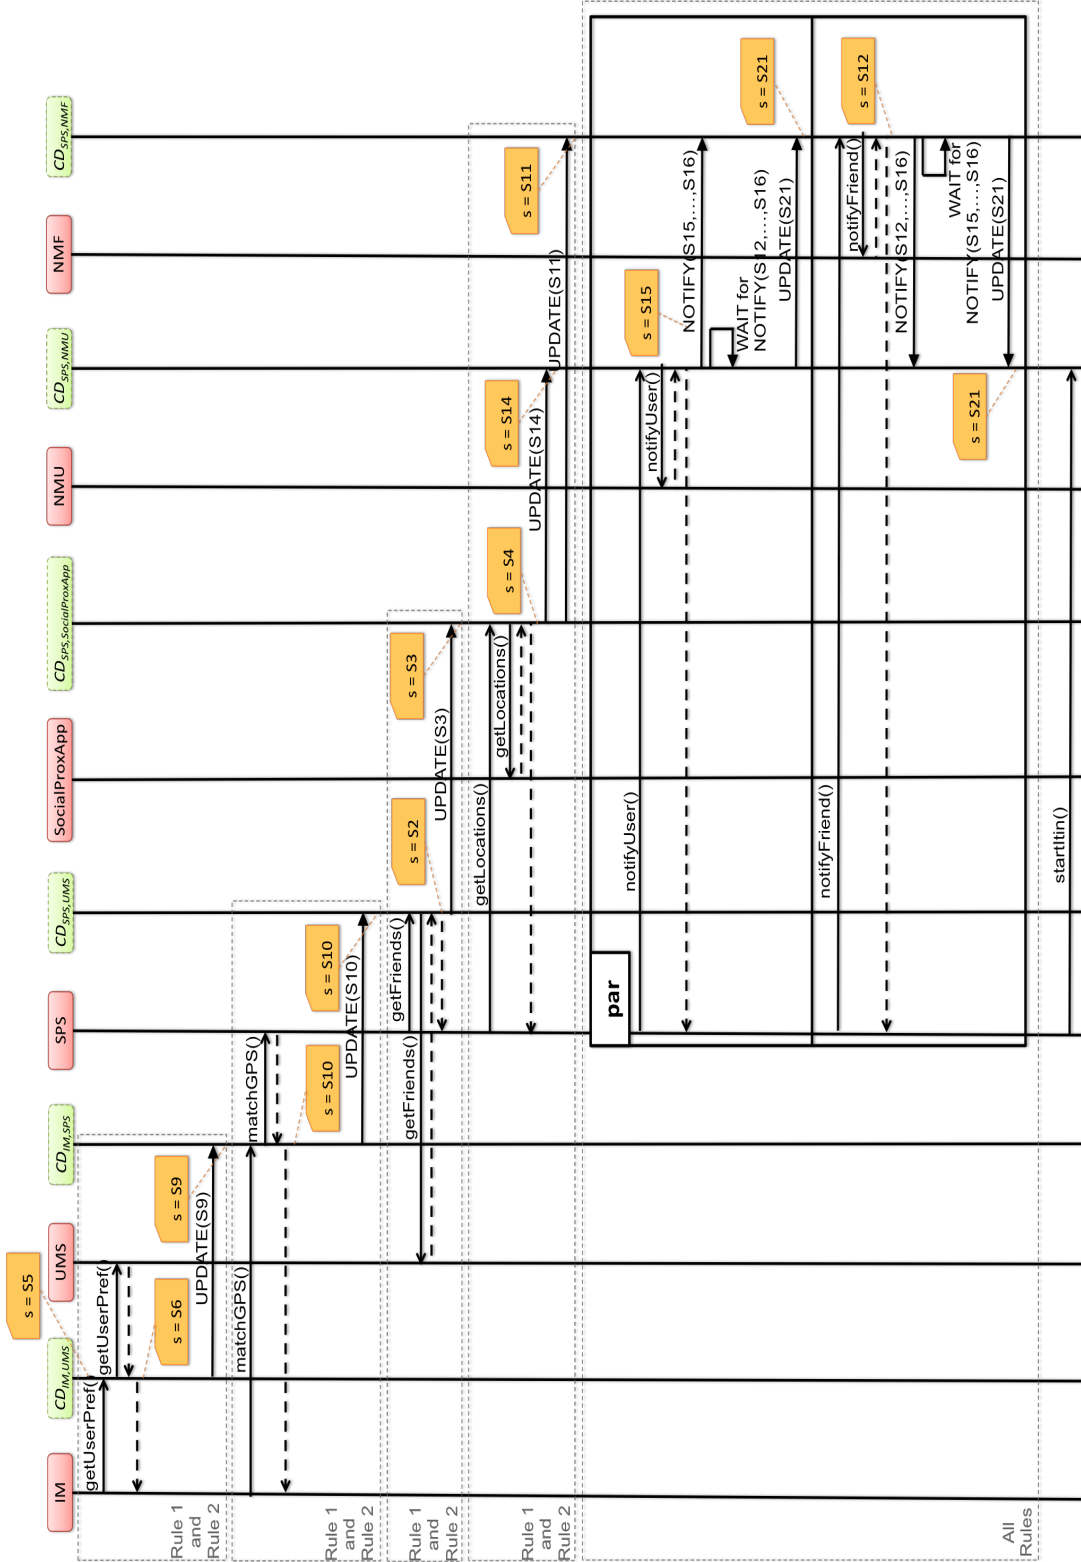 IM
CD_IM,UMS
UMS
CD_IM,SPS
SPS
CD_SPS,UMS
SocialProxApp
CD_SPS,SocialProxApp
NMU
CD_SPS,NMU
NMF
CD_SPS,NMF
s = S5
getUserPref()
getUserPref()
s = S6
s = S9
UPDATE(S9)
Rule 1
and
Rule 2
matchGPS()
matchGPS()
s = S10
s = S10
UPDATE(S10)
Rule 1
and
Rule 2
getFriends()
getFriends()
s = S2
s = S3
UPDATE(S3)
Rule 1
and
Rule 2
getLocations()
getLocations()
s = S4
s = S14
UPDATE(S14)
s = S11
UPDATE(S11)
Rule 1
and
Rule 2
par
notifyUser()
notifyUser()
s = S15
NOTIFY(S15,...,S16)
WAIT for
NOTIFY(S12,...,S16)
UPDATE(S21)
s = S21
notifyFriend()
notifyFriend()
s = S12
NOTIFY(S12,...,S16)
WAIT for
NOTIFY(S15,...,S16)
UPDATE(S21)
s = S21
All
Rules
startItin()